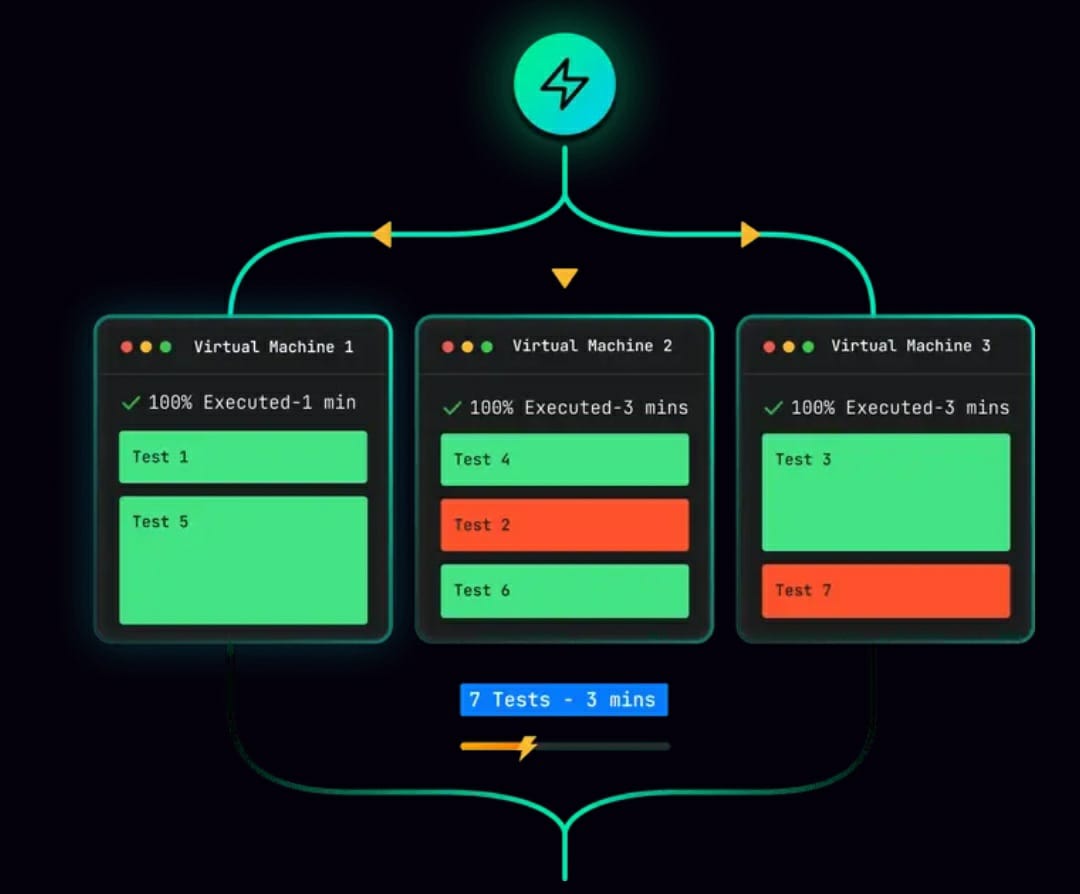 Virtual Machine 1
100% Executed-1 min
Test 1
Test 5
Virtual Machine 2
100% Executed-3 mins
Test 4
Test 2
Test 6
Virtual Machine 3
100% Executed-3 mins
Test 3
Test 7
7 Tests - 3 mins